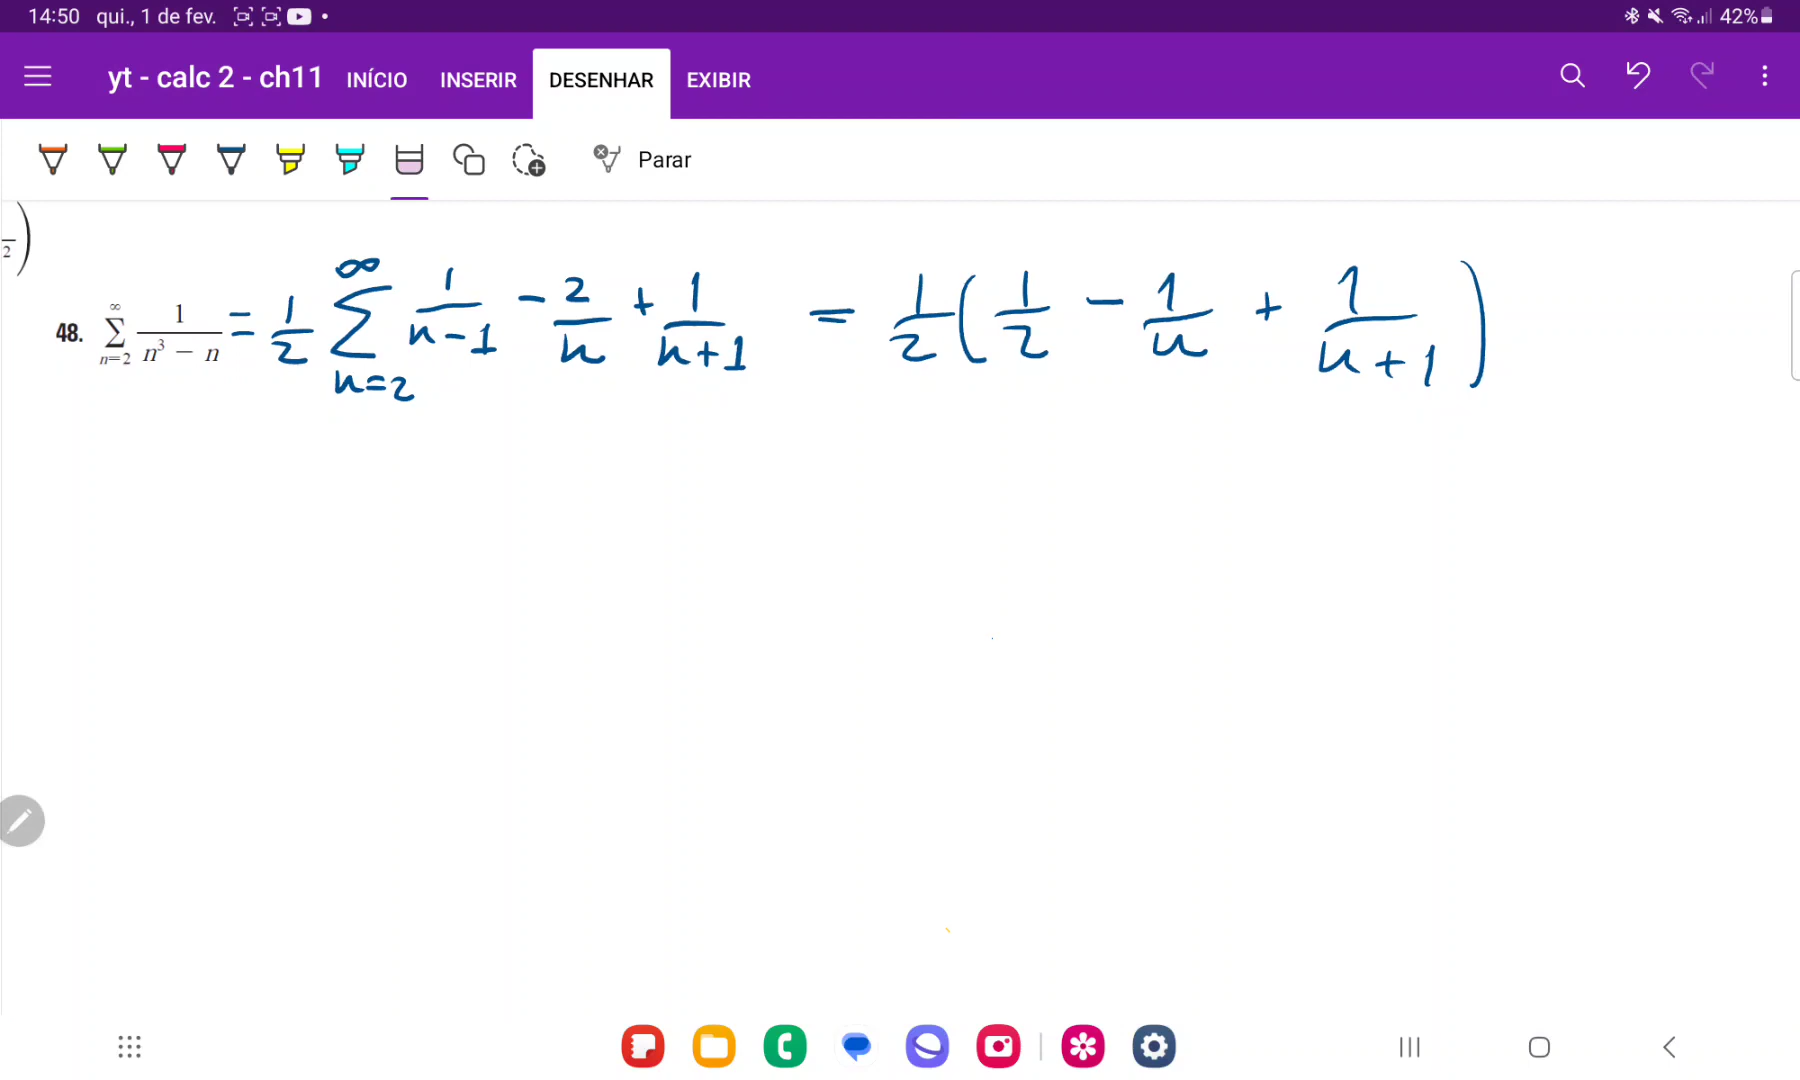 14:50 qui., 1 de fev. 42%
yt - calc 2 - ch11 INÍCIO INSERIR DESENHAR EXIBIR
Parar
2 )
48. ∑_{n=2}^{∞} 1/(n³ − n) = 1/2 ∑_{n=2}^{∞} 1/(n-1) - 2/n + 1/(n+1) = 1/2 ( 1/2 - 1/n + 1/(n+1) )